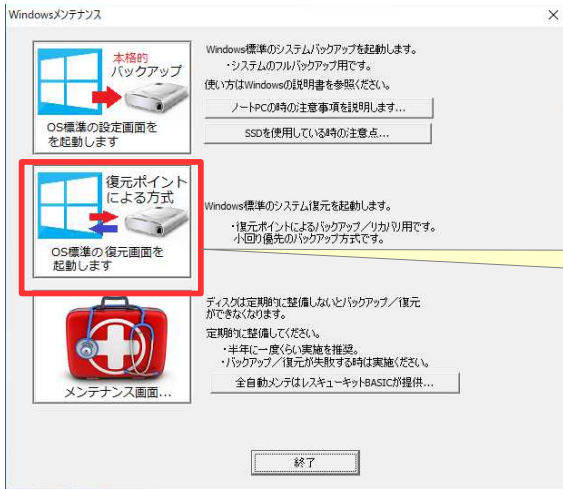 Windowsメンテナンス
本格的
バックアップ
OS標準の設定画面を
を起動します
Windows標準のシステムバックアップを起動します。
・システムのフルバックアップ用です。
使い方はWindowsの説明書を参照ください。
ノートPCの時の注意事項を説明します...
SSDを使用している時の注意点...
復元ポイント
による方式
OS標準の復元画面を
起動します
Windows標準のシステム復元を起動します。
・復元ポイントによるバックアップ／リカバリ用です。
小回り優先のバックアップ方式です。
メンテナンス画面...
ディスクは定期的に整備しないとバックアップ／復元
ができなくなります。
定期的に整備してください。
・半年に一度くらい実施を推奨。
・バックアップ／復元が失敗する時は実施ください。
全自動メンテはレスキューキットBASICが提供...
終了